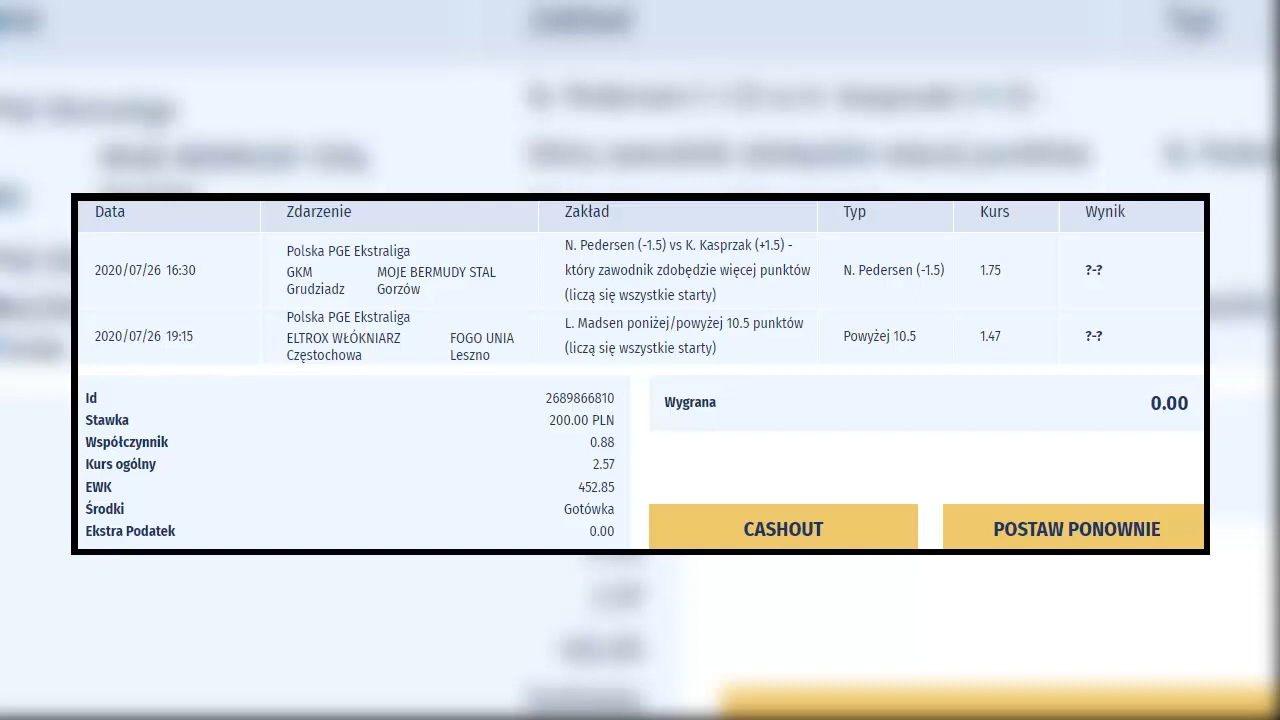 Data Zdarzenie Zakład Typ Kurs Wynik
2020/07/26 16:30
Polska PGE Ekstraliga
GKM Grudziadz
MOJE BERMUDY STAL Gorzów
N. Pedersen (-1.5) vs K. Kasprzak (+1.5) -
który zawodnik zdobędzie więcej punktów
(liczą się wszystkie starty)
N. Pedersen (-1.5)
1.75
?-?
2020/07/26 19:15
Polska PGE Ekstraliga
ELTROX WŁÓKNIARZ Częstochowa
FOGO UNIA Leszno
L. Madsen poniżej/powyżej 10.5 punktów
(liczą się wszystkie starty)
Powyżej 10.5
1.47
?-?
Id 2689866810
Stawka 200.00 PLN
Współczynnik 0.88
Kurs ogólny 2.57
EWK 452.85
Środki Gotówka
Ekstra Podatek 0.00
Wygrana 0.00
CASHOUT
POSTAW PONOWNIE